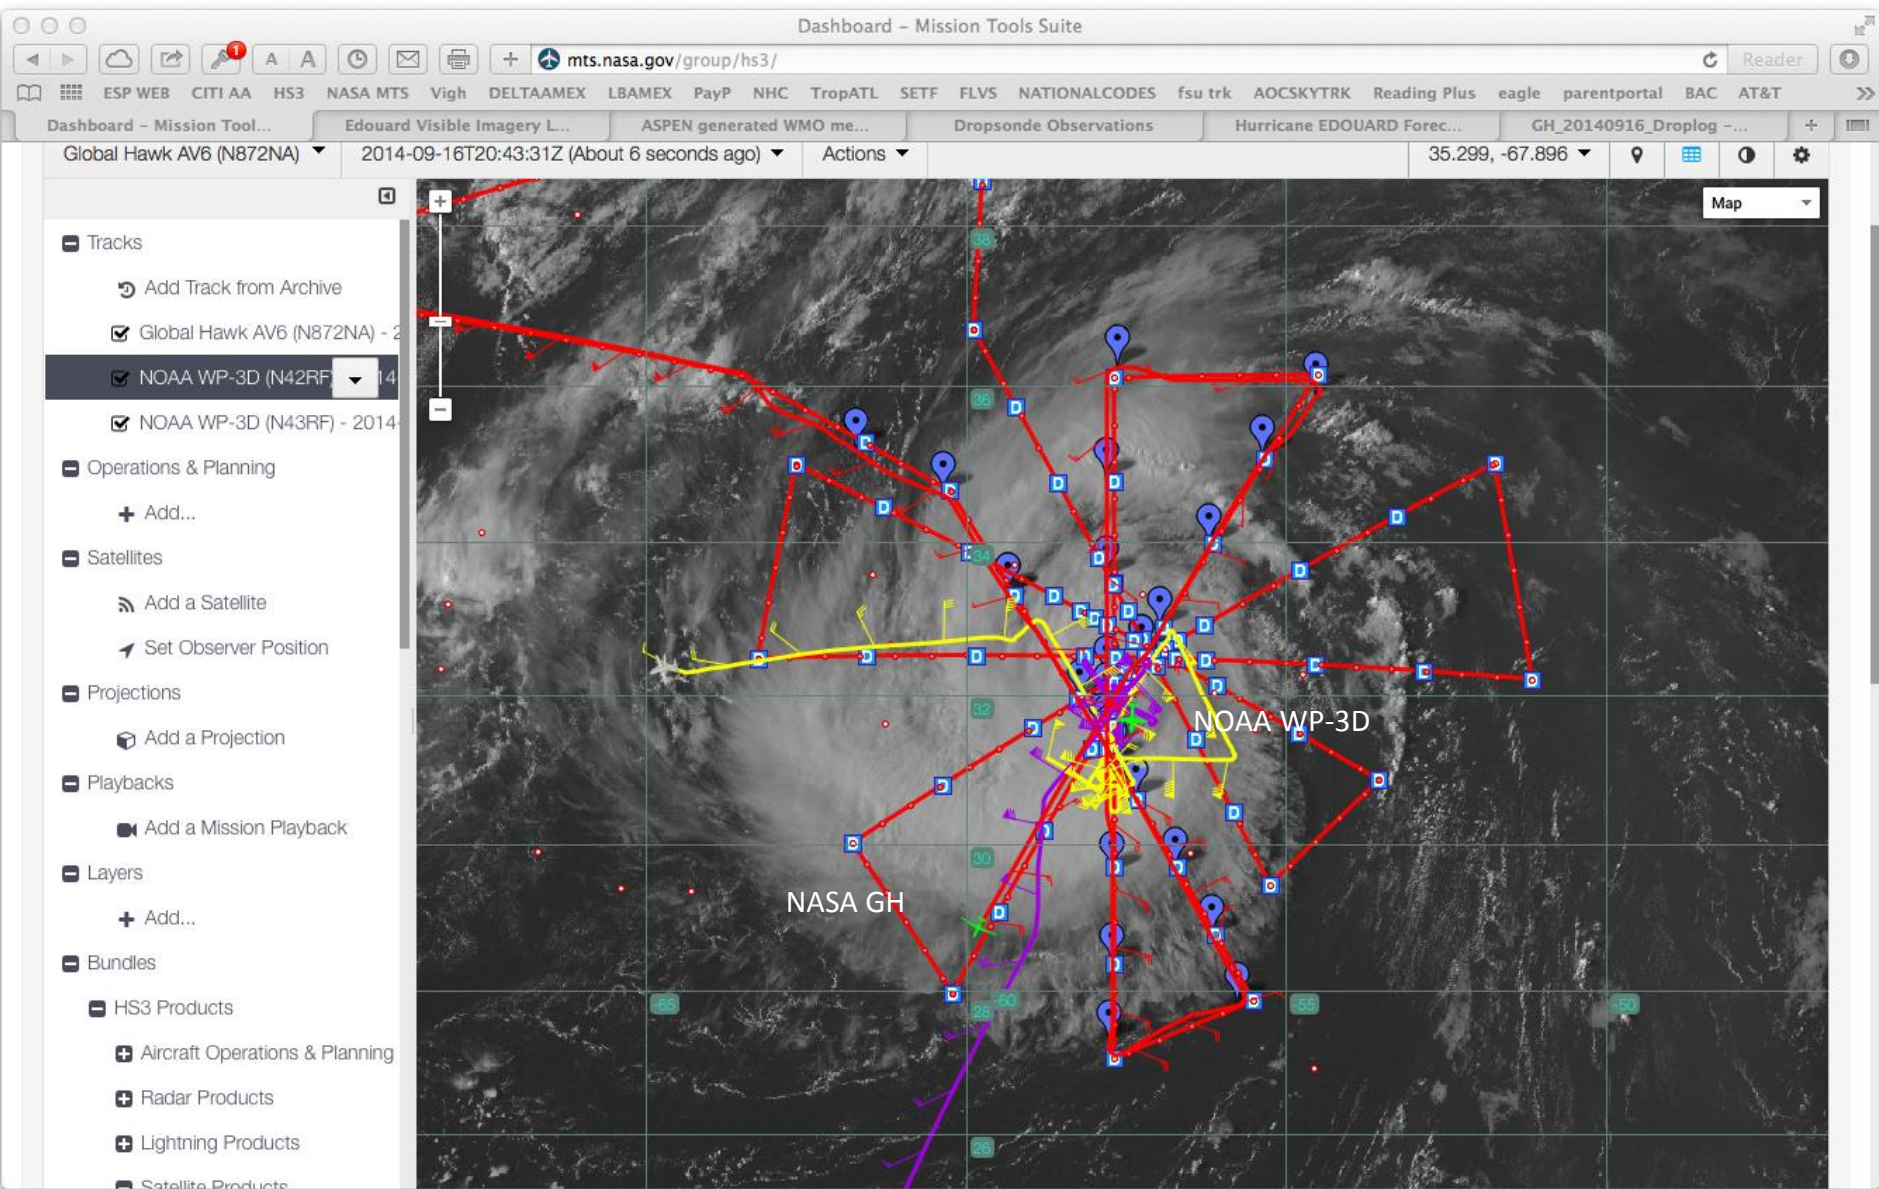 Dashboard – Mission Tools Suite
1
A A
mts.nasa.gov/group/hs3/
Reader
ESP WEB CITI AA HS3 NASA MTS Vigh DELTAAMEX LBAMEX PayP NHC TropATL SETF FLVS NATIONALCODES fsu trk AOCSKYTRK Reading Plus eagle parentportal BAC AT&T
Dashboard – Mission Tool... Edouard Visible Imagery L... ASPEN generated WMO me... Dropsonde Observations Hurricane EDOUARD Forec... GH_20140916_Droplog –...
Global Hawk AV6 (N872NA) 2014-09-16T20:43:31Z (About 6 seconds ago) Actions 35.299, -67.896
Map
Tracks
Add Track from Archive
Global Hawk AV6 (N872NA) - 2
NOAA WP-3D (N42RF) 14-
NOAA WP-3D (N43RF) - 2014-
Operations & Planning
Add...
Satellites
Add a Satellite
Set Observer Position
Projections
Add a Projection
Playbacks
Add a Mission Playback
Layers
Add...
Bundles
HS3 Products
Aircraft Operations & Planning
Radar Products
Lightning Products
Satellite Products
38
36
34
32
NOAA WP-3D
30
NASA GH
-65 -60 -55 -50
28
26